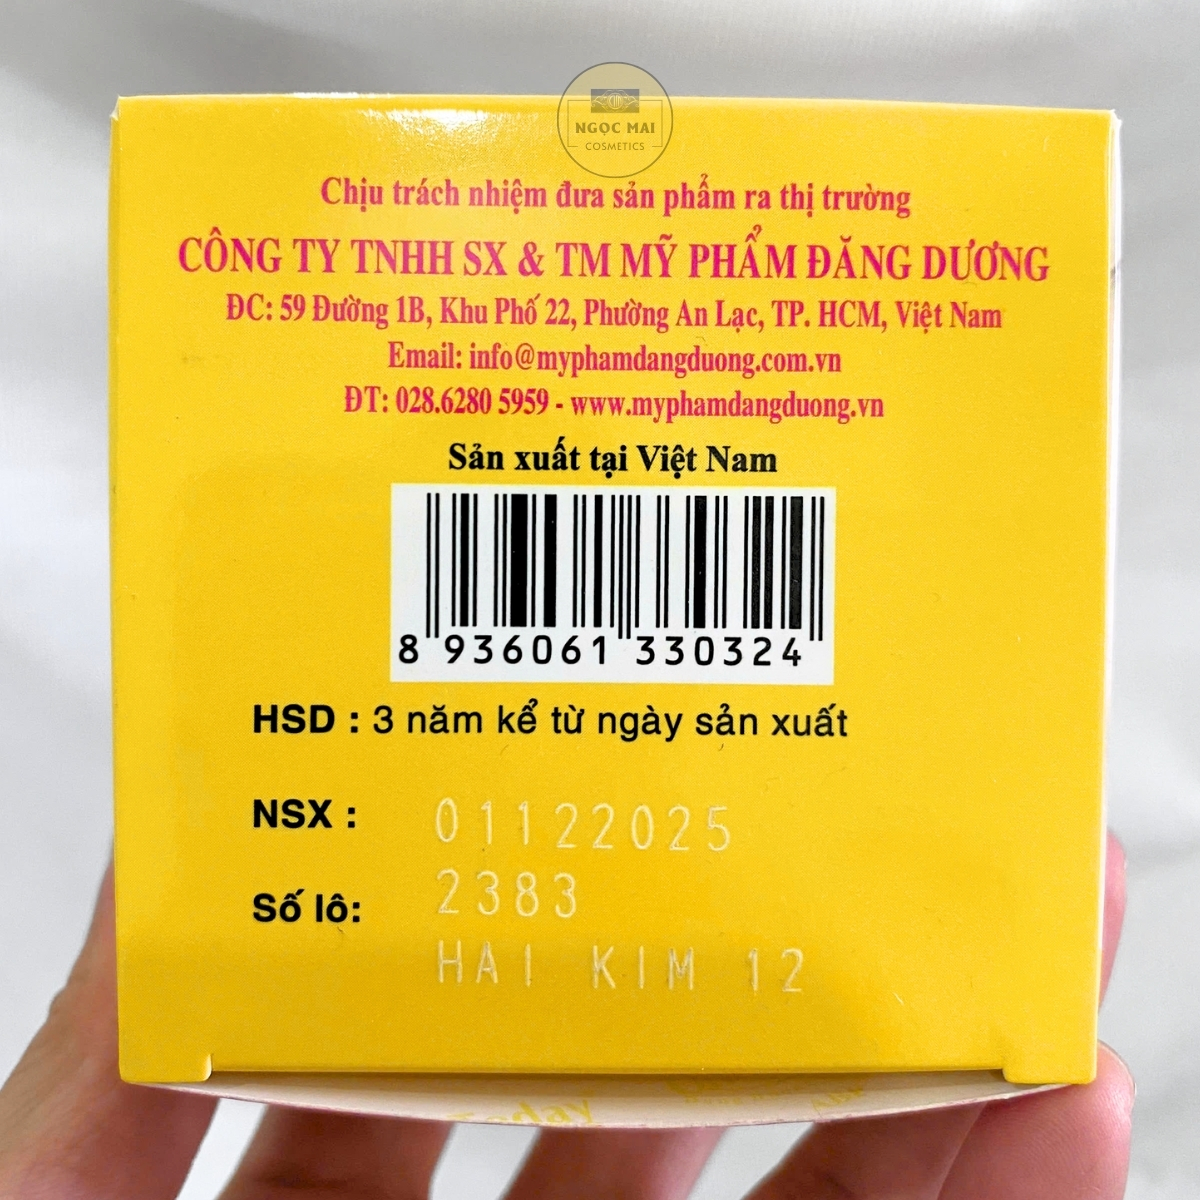 NGỌC MAI
COSMETICS
Chịu trách nhiệm đưa sản phẩm ra thị trường
CÔNG TY TNHH SX & TM MỸ PHẨM ĐĂNG DƯƠNG
ĐC: 59 Đường 1B, Khu Phố 22, Phường An Lạc, TP. HCM, Việt Nam
Email: info@myphamdangduong.com.vn
ĐT: 028.6280 5959 - www.myphamdangduong.vn
Sản xuất tại Việt Nam
8 936061 330324
HSD : 3 năm kể từ ngày sản xuất
NSX : 01122025
Số lô: 2383
HAI KIM 12